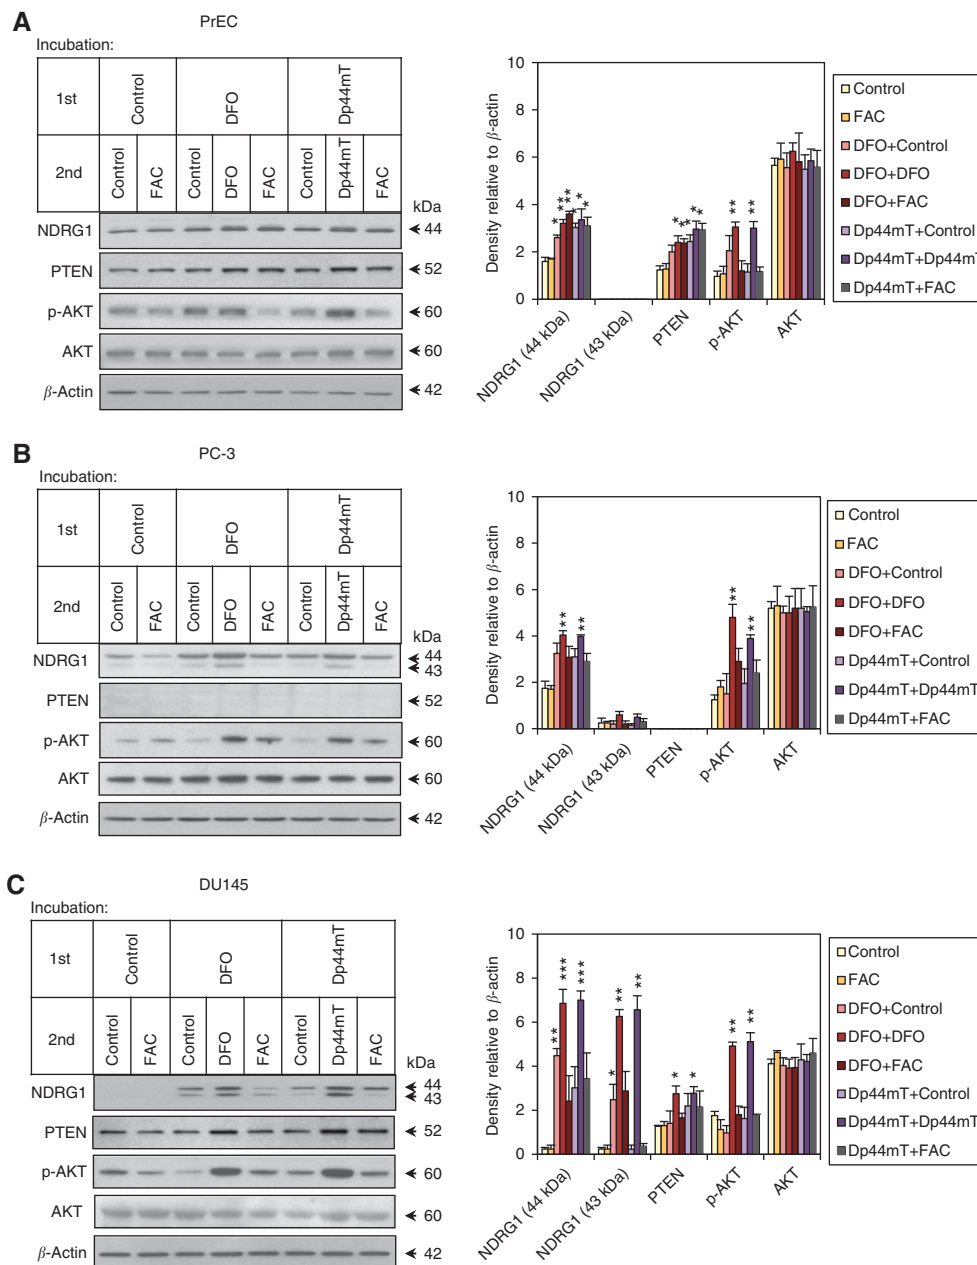 A
PrEC
Incubation:
1st
Control
DFO
Dp44mT
2nd
Control
FAC
Control
DFO
FAC
Control
Dp44mT
FAC
kDa
NDRG1
44
PTEN
52
p-AKT
60
AKT
60
β-Actin
42
Density relative to β-actin
10
8
6
4
2
0
* *** ** * * *
* * * * *
** **
NDRG1 (44 kDa)
NDRG1 (43 kDa)
PTEN
p-AKT
AKT
Control
FAC
DFO+Control
DFO+DFO
DFO+FAC
Dp44mT+Control
Dp44mT+Dp44mT
Dp44mT+FAC
B
PC-3
Incubation:
1st
Control
DFO
Dp44mT
2nd
Control
FAC
Control
DFO
FAC
Control
Dp44mT
FAC
kDa
NDRG1
44
43
PTEN
52
p-AKT
60
AKT
60
β-Actin
42
Density relative to β-actin
10
8
6
4
2
0
** **
** **
NDRG1 (44 kDa)
NDRG1 (43 kDa)
PTEN
p-AKT
AKT
Control
FAC
DFO+Control
DFO+DFO
DFO+FAC
Dp44mT+Control
Dp44mT+Dp44mT
Dp44mT+FAC
C
DU145
Incubation:
1st
Control
DFO
Dp44mT
2nd
Control
FAC
Control
DFO
FAC
Control
Dp44mT
FAC
kDa
NDRG1
44
43
PTEN
52
p-AKT
60
AKT
60
β-Actin
42
Density relative to β-actin
10
8
6
4
2
0
** *** ***
* ** **
* *
** **
NDRG1 (44 kDa)
NDRG1 (43 kDa)
PTEN
p-AKT
AKT
Control
FAC
DFO+Control
DFO+DFO
DFO+FAC
Dp44mT+Control
Dp44mT+Dp44mT
Dp44mT+FAC